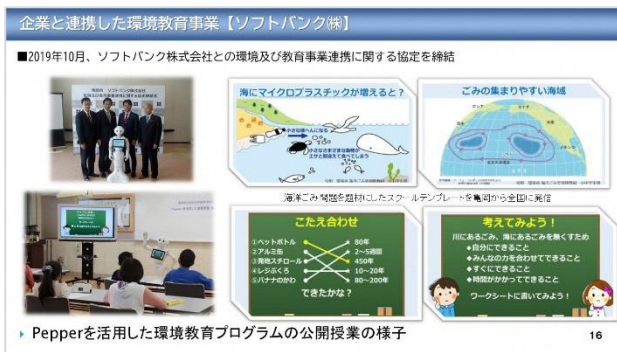 企業と連携した環境教育事業【ソフトバンク㈱】
■2019年10月、ソフトバンク株式会社との環境及び教育事業連携に関する協定を締結
海にマイクロプラスチックが増えると?
小さな破片になる
ごみの集まりやすい海域
海洋ごみ問題を題材にしたスクールテンプレートを亀岡から全国に発信
こたえ合わせ
①ペットボトル
80年
②アルミ缶
2~5週間
③発泡スチロール
450年
④レジぶくろ
10~20年
⑤バナナのかわ
80~200年
できたかな?
考えてみよう!
川にあるごみ、海にあるごみを無くすため
◆自分にできること
◆みんなの力を合わせてできること
◆すぐにできること
◆時間がかかってできること
ワークシートに書いてみよう!
▸ Pepperを活用した環境教育プログラムの公開授業の様子
16